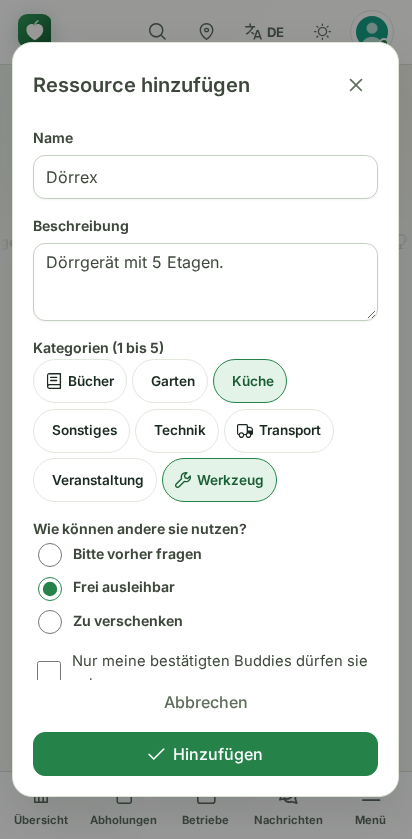 DE
Ressource hinzufügen
Name
Dörrex
Beschreibung
Dörrgerät mit 5 Etagen.
Kategorien (1 bis 5)
Bücher Garten Küche
Sonstiges Technik Transport
Veranstaltung Werkzeug
Wie können andere sie nutzen?
Bitte vorher fragen
Frei ausleihbar
Zu verschenken
Nur meine bestätigten Buddies dürfen sie
Abbrechen
Hinzufügen
Übersicht Abholungen Betriebe Nachrichten Menü